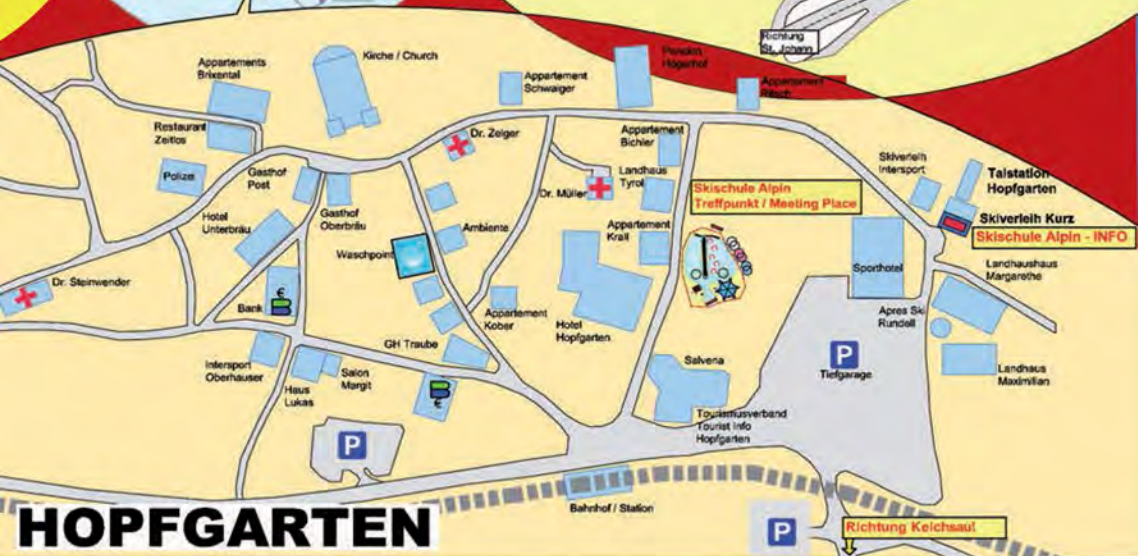 Richtung
St. Johann
Kirche / Church
Pension
Högerhof
Appartements
Brixental
Appartement
Schwaiger
Appartement
Restaurant
Zeitlos
Dr. Zeiger
Appartement
Bichler
Skiverleih
Intersport
Polizei
Gasthof
Post
Dr. Müller
Landhaus
Tyrol
Talstation
Hopfgarten
Skischule Alpin
Treffpunkt / Meeting Place
Hotel
Unterbräu
Gasthof
Oberbräu
Ambiente
Appartement
Krall
Skiverleih Kurz
Skischule Alpin - INFO
Waschpoint
Sporthotel
Landhaushaus
Margarethe
Dr. Steinwender
€
Bank
Appartement
Kober
Hotel
Hopfgarten
Apres Ski
Rundell
GH Traube
P
Tiefgarage
Intersport
Oberhauser
Haus
Lukas
Salon
Margit
€
Salvena
Landhaus
Maximilian
Tourismusverband
Tourist Info
Hopfgarten
P
Bahnhof / Station
HOPFGARTEN
P
Richtung Kelchsau!